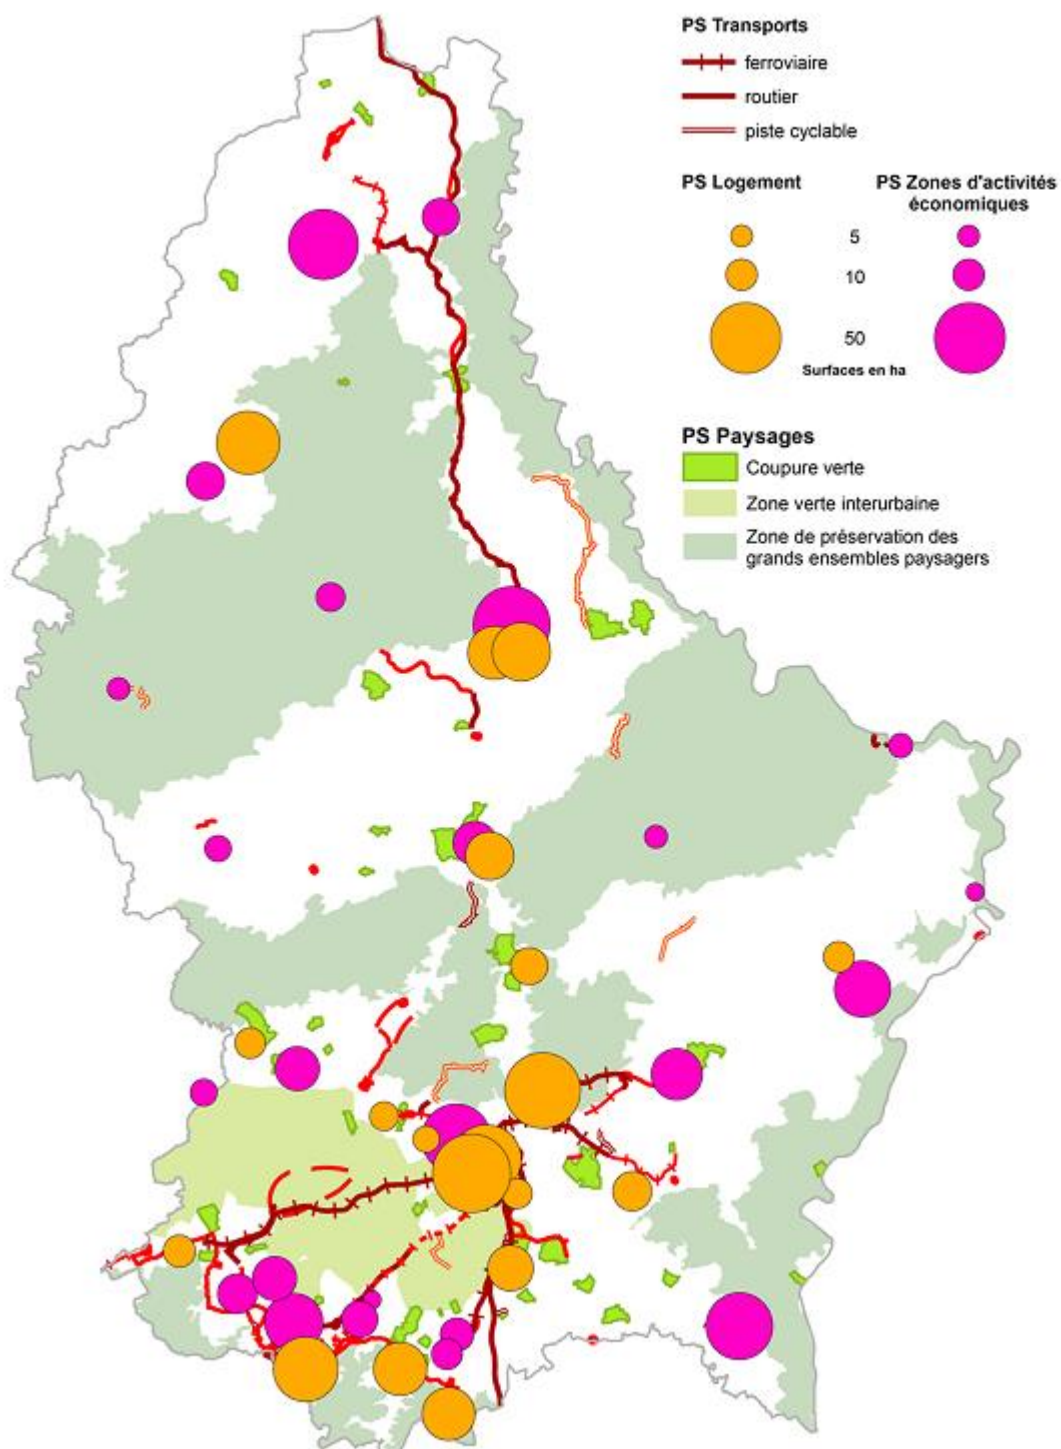 PS Transports
ferroviaire
routier
piste cyclable
PS Logement
PS Zones d'activités
économiques
5
10
50
Surfaces en ha
PS Paysages
Coupure verte
Zone verte interurbaine
Zone de préservation des
grands ensembles paysagers